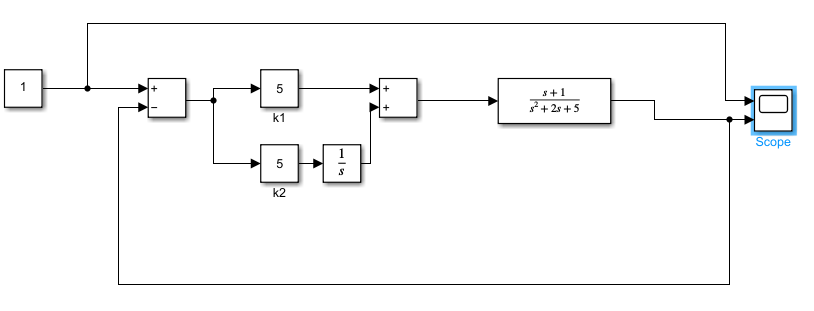 1
+
−
5
k1
5
k2
1
s
+
+
s + 1
s² + 2s + 5
Scope